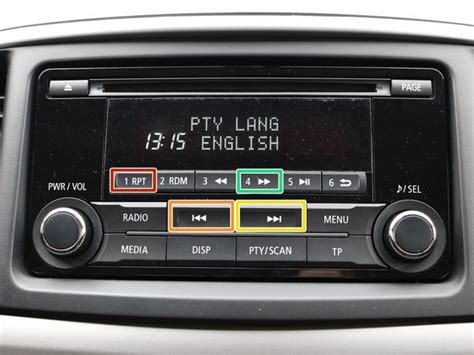 PAGE
PTY LANG
13:15 ENGLISH
1 RPT 2 RDM 3 ◀◀ 4 ▶▶ 5 ▶II 6
PWR / VOL
♪/ SEL
RADIO MENU
MEDIA DISP PTY/SCAN TP